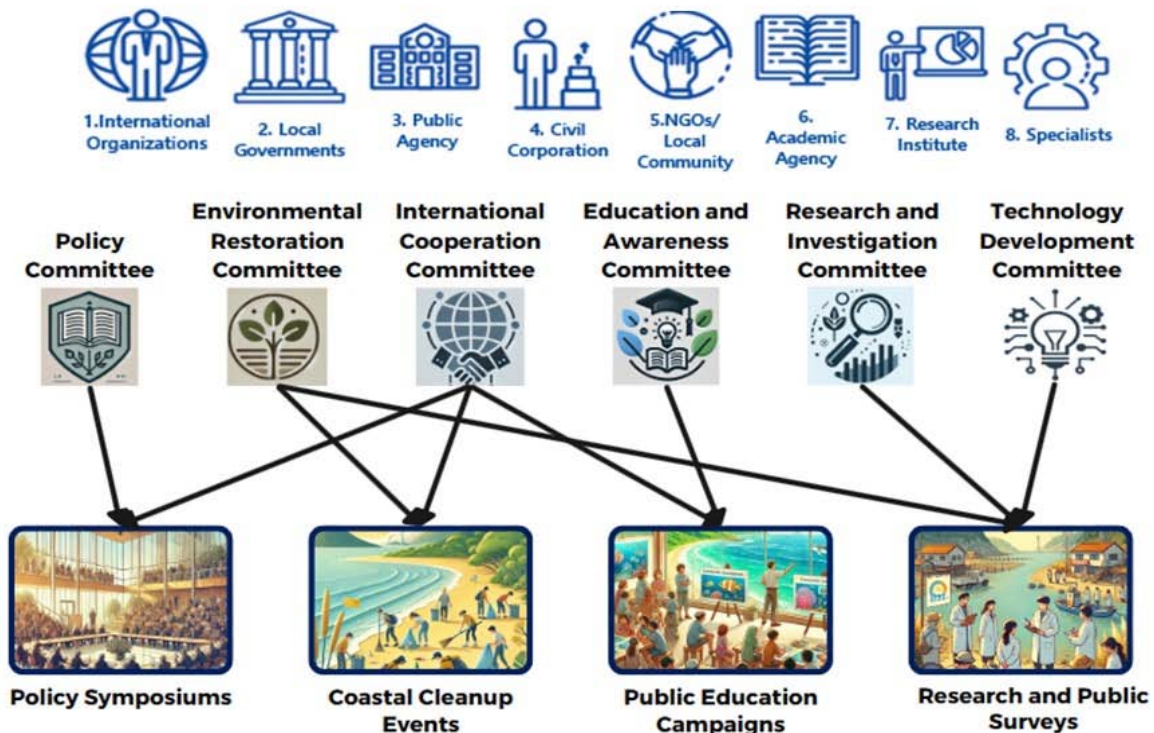 1.International
Organizations
2. Local
Governments
3. Public
Agency
4. Civil
Corporation
5.NGOs/
Local
Community
6.
Academic
Agency
7. Research
Institute
8. Specialists
Policy
Committee
Environmental
Restoration
Committee
International
Cooperation
Committee
Education and
Awareness
Committee
Research and
Investigation
Committee
Technology
Development
Committee
Policy Symposiums
Coastal Cleanup
Events
Public Education
Campaigns
Research and Public
Surveys